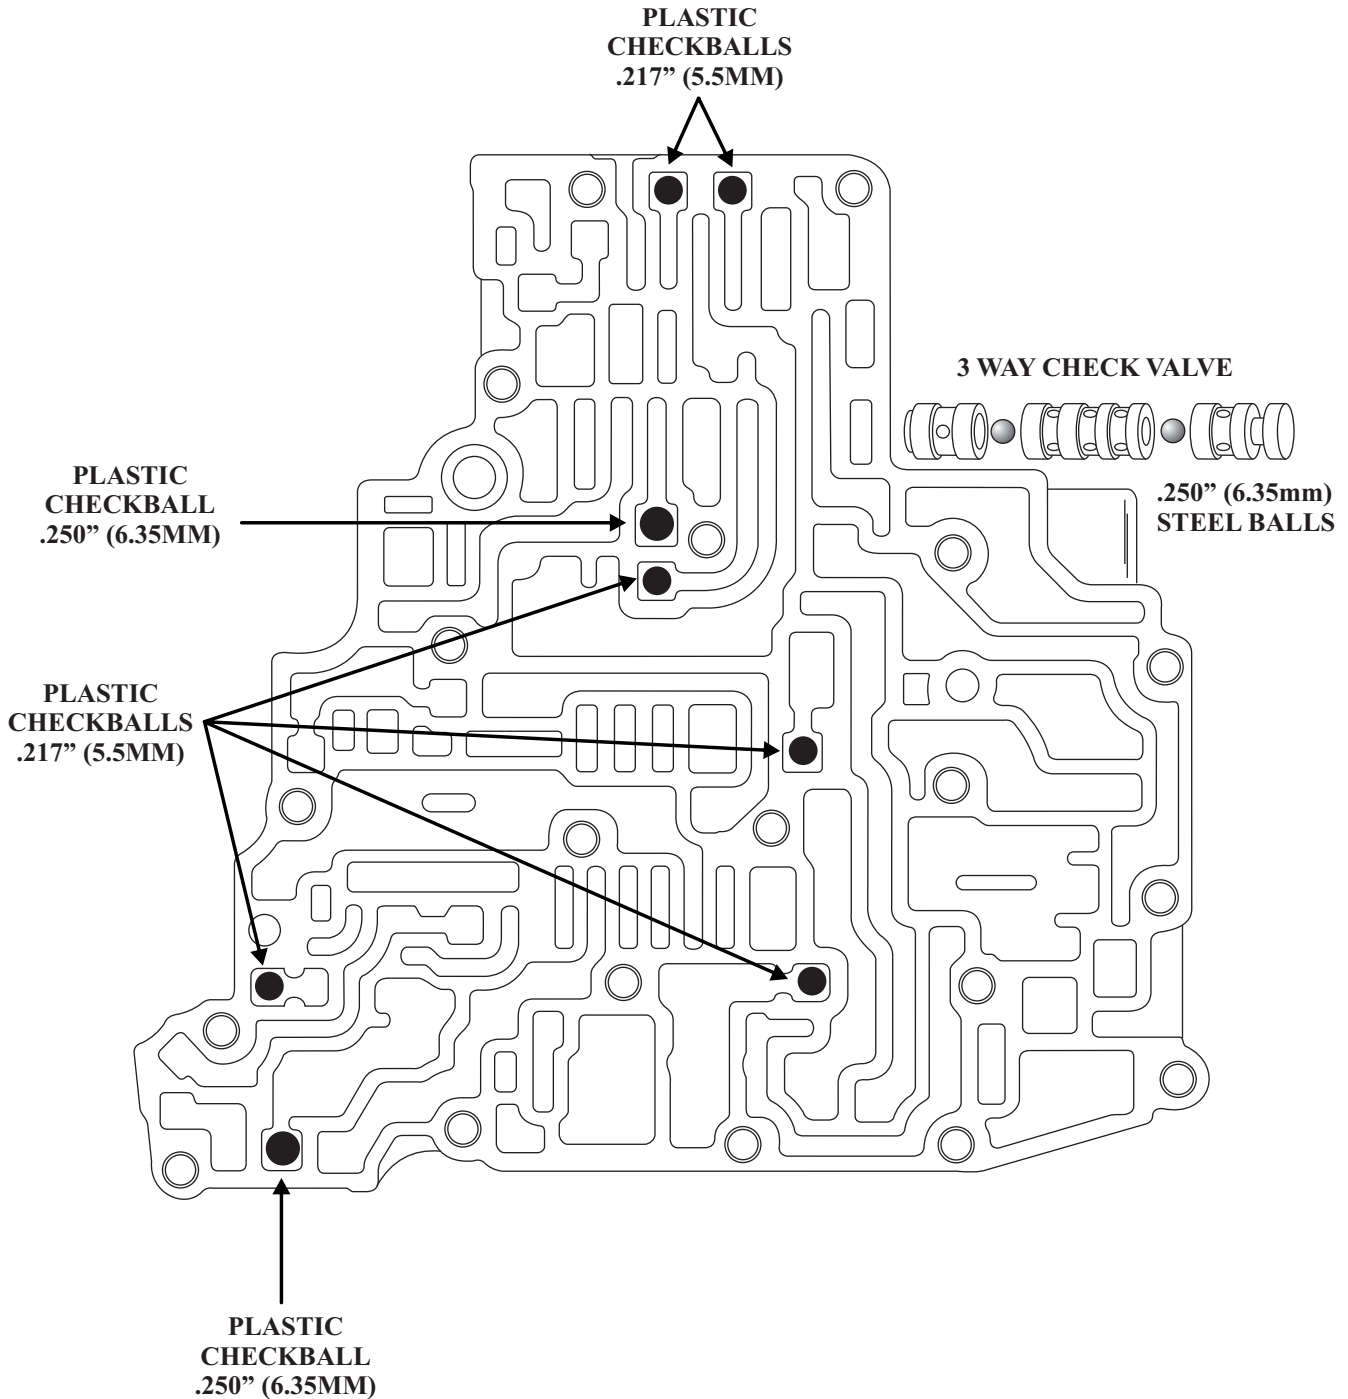 PLASTIC
CHECKBALLS
.217” (5.5MM)
3 WAY CHECK VALVE
.250” (6.35mm)
STEEL BALLS
PLASTIC
CHECKBALL
.250” (6.35MM)
PLASTIC
CHECKBALLS
.217” (5.5MM)
PLASTIC
CHECKBALL
.250” (6.35MM)